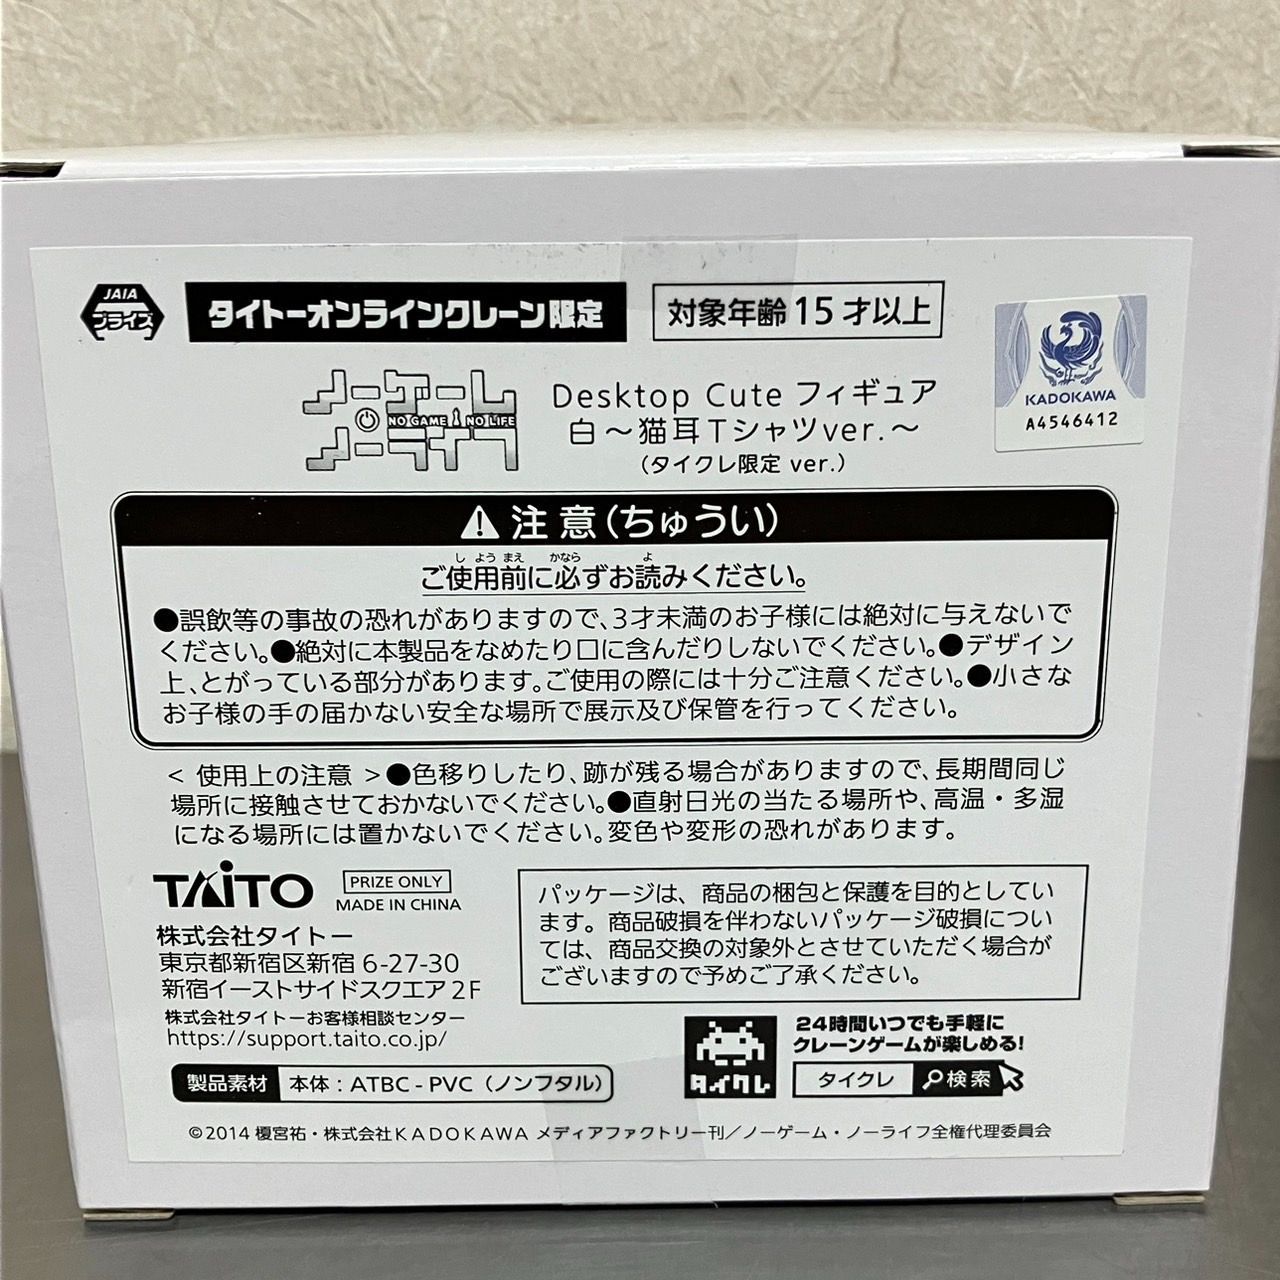 JAIA
プライズ
タイトーオンラインクレーン限定
対象年齢15才以上
KADOKAWA
A4546412
ノーゲーム
NO GAME NO LIFE
ノーライフ
Desktop Cute フィギュア
白～猫耳Tシャツver.～
（タイクレ限定 ver.）
注意（ちゅうい）
しようまえ かなら よ
ご使用前に必ずお読みください。
●誤飲等の事故の恐れがありますので、3才未満のお子様には絶対に与えないで
ください。●絶対に本製品をなめたり口に含んだりしないでください。●デザイン
上、とがっている部分があります。ご使用の際には十分ご注意ください。●小さな
お子様の手の届かない安全な場所で展示及び保管を行ってください。
< 使用上の注意 >●色移りしたり、跡が残る場合がありますので、長期間同じ
場所に接触させておかないでください。●直射日光の当たる場所や、高温・多湿
になる場所には置かないでください。変色や変形の恐れがあります。
TAITO
PRIZE ONLY
MADE IN CHINA
株式会社タイトー
東京都新宿区新宿 6-27-30
新宿イーストサイドスクエア 2F
株式会社タイトーお客様相談センター
https://support.taito.co.jp/
製品素材 本体：ATBC-PVC（ノンフタル）
パッケージは、商品の梱包と保護を目的としてい
ます。商品破損を伴わないパッケージ破損につい
ては、商品交換の対象外とさせていただく場合が
ございますので予めご了承ください。
タイクレ
24時間いつでも手軽に
クレーンゲームが楽しめる!
タイクレ 検索
©2014 榎宮祐・株式会社KADOKAWA メディアファクトリー刊／ノーゲーム・ノーライフ全権代理委員会